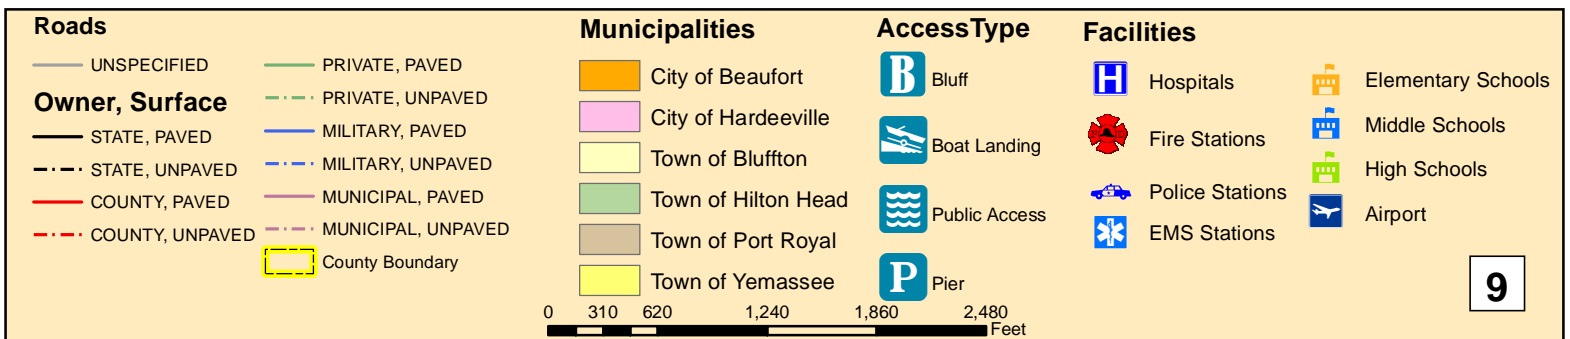 Roads
UNSPECIFIED
Owner, Surface
STATE, PAVED
STATE, UNPAVED
COUNTY, PAVED
COUNTY, UNPAVED
PRIVATE, PAVED
PRIVATE, UNPAVED
MILITARY, PAVED
MILITARY, UNPAVED
MUNICIPAL, PAVED
MUNICIPAL, UNPAVED
County Boundary
Municipalities
City of Beaufort
City of Hardeeville
Town of Bluffton
Town of Hilton Head
Town of Port Royal
Town of Yemassee
AccessType
B Bluff
Boat Landing
Public Access
P Pier
Facilities
H Hospitals
Fire Stations
Police Stations
EMS Stations
Elementary Schools
Middle Schools
High Schools
Airport
0 310 620 1,240 1,860 2,480
Feet
9